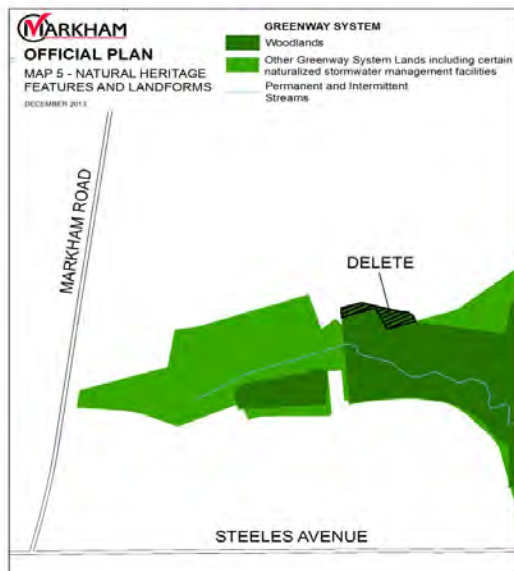 MARKHAM
OFFICIAL PLAN
MAP 5 - NATURAL HERITAGE
FEATURES AND LANDFORMS
DECEMBER 2013
GREENWAY SYSTEM
Woodlands
Other Greenway System Lands including certain
naturalized stormwater management facilities
Permanent and Intermittent
Streams
MARKHAM ROAD
DELETE
STEELES AVENUE